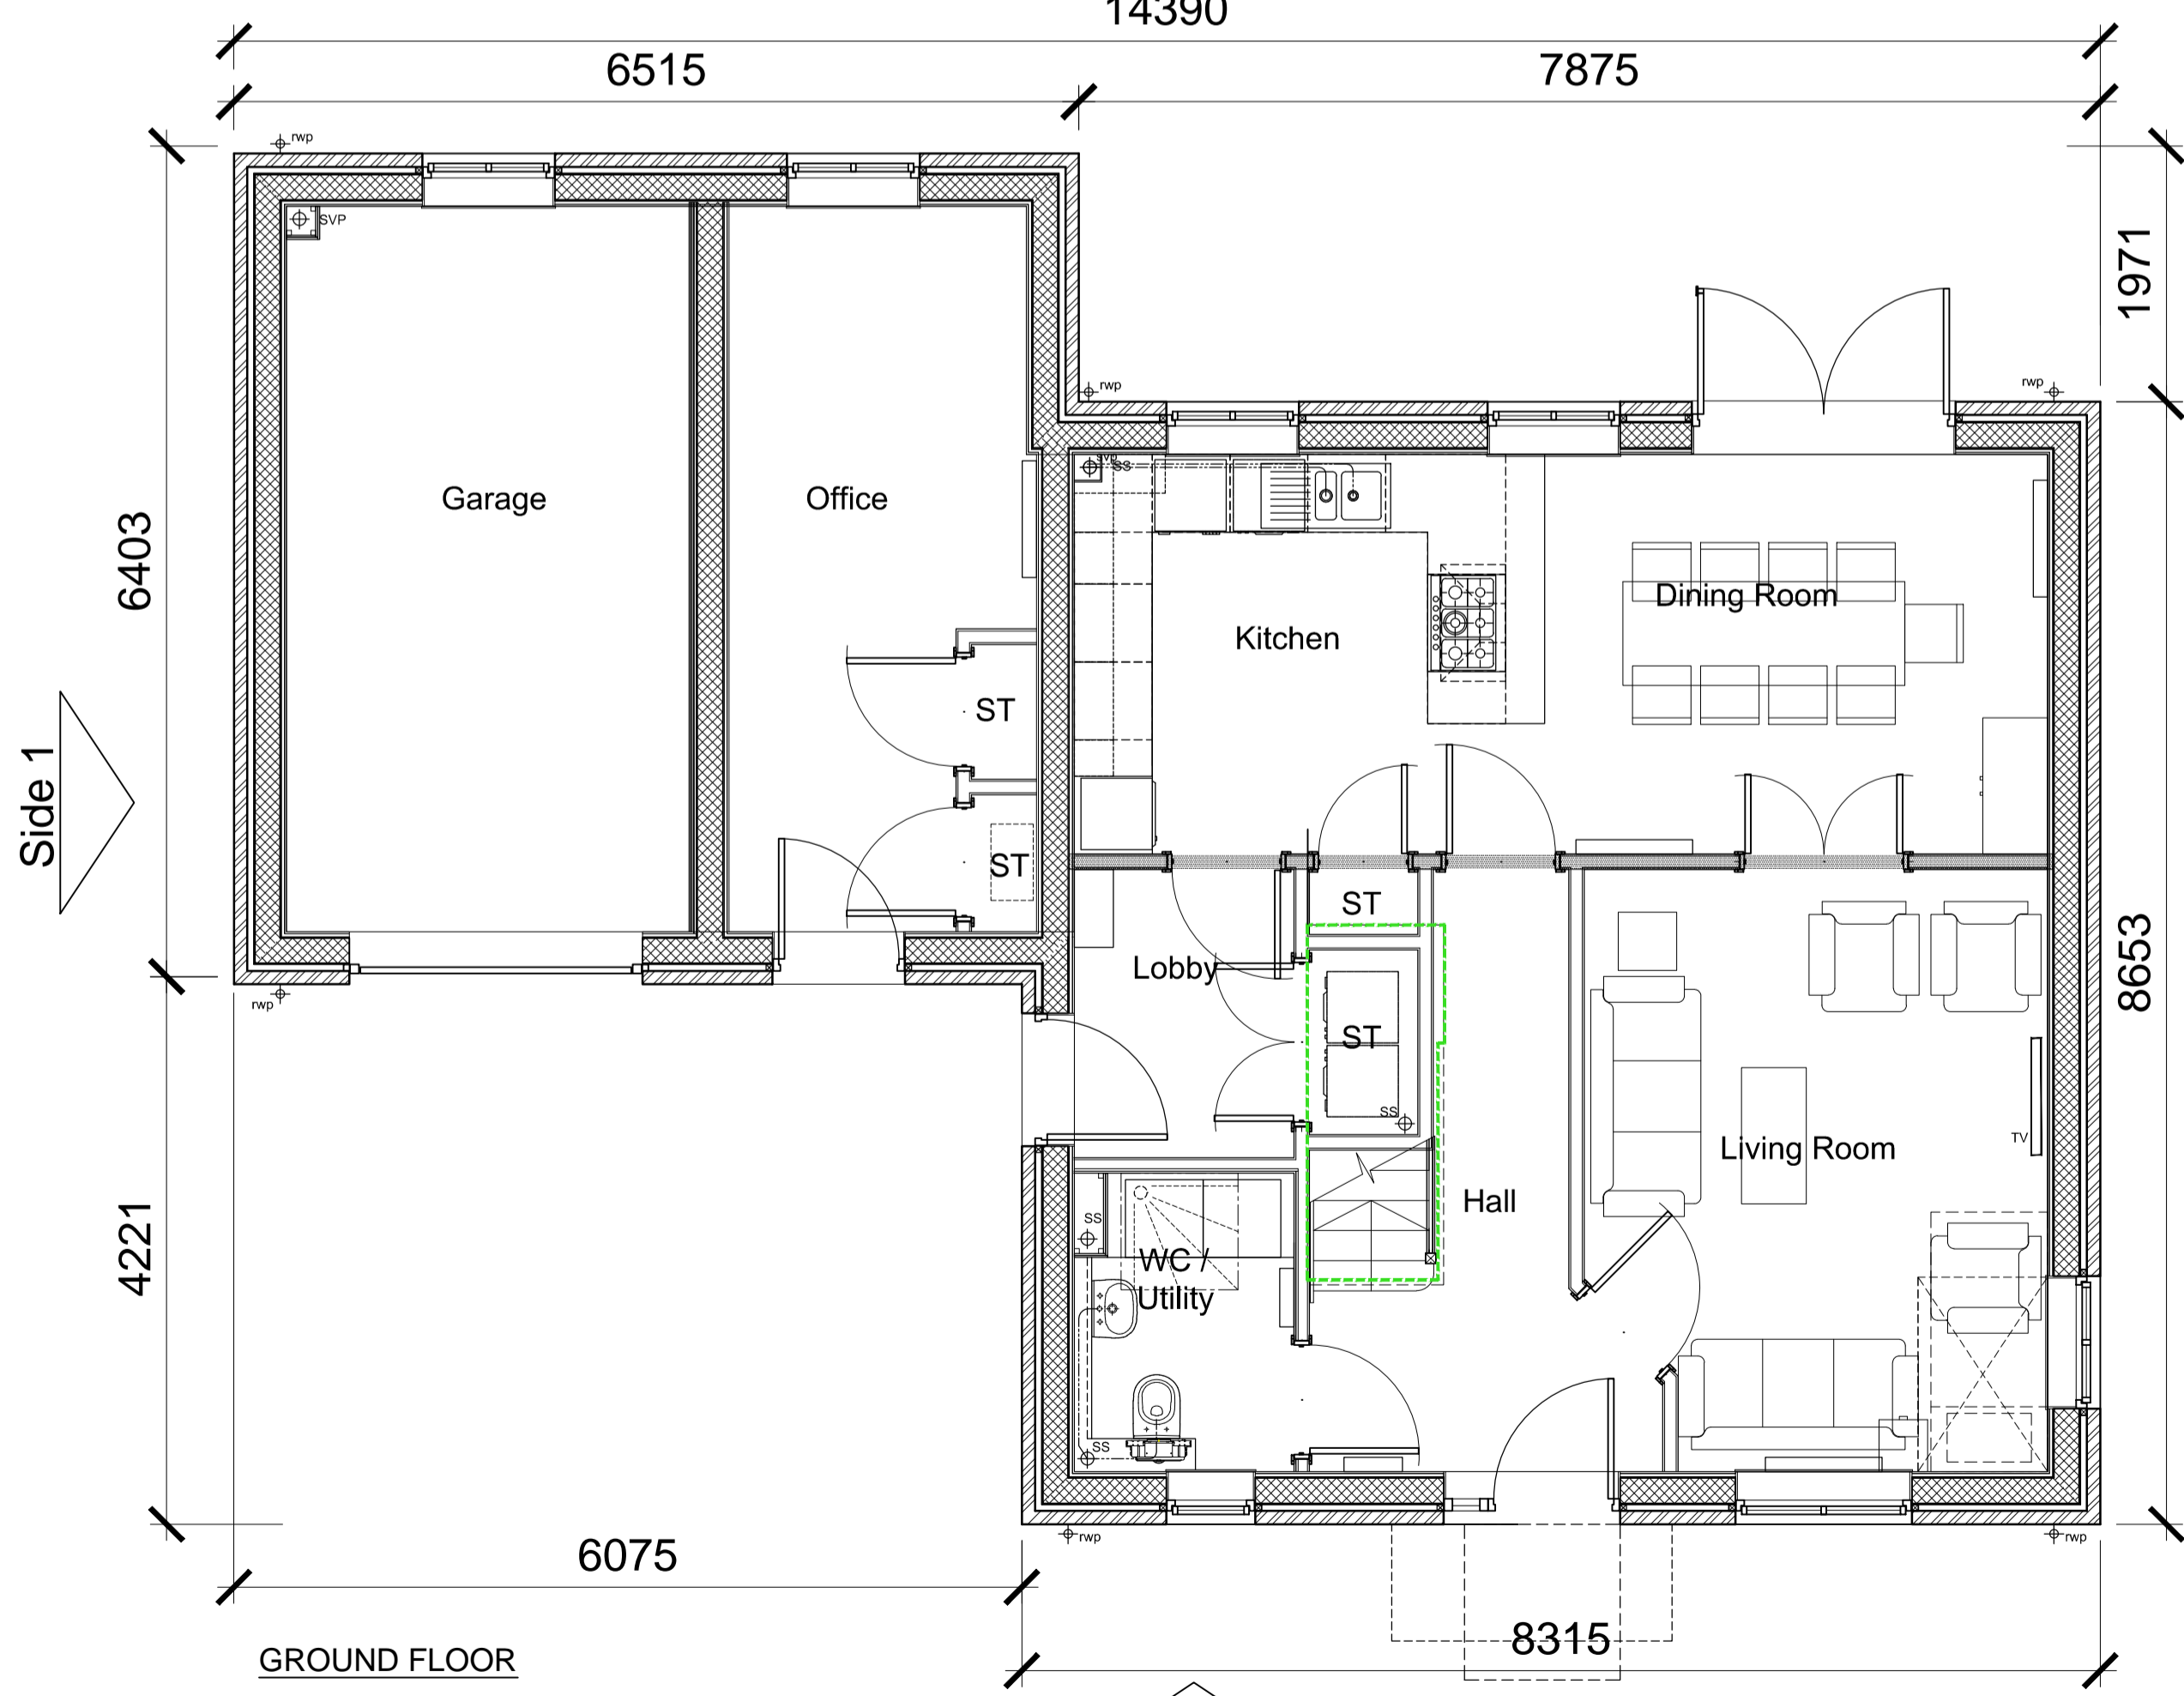 14390
6515
7875
rwp
SVP
1971
rwp
rwp
svp
SS
Garage
Office
6403
Dining Room
Kitchen
ST
Side 1
ST
ST
Lobby
8653
rwp
ST
SS
TV
Living Room
Hall
4221
SS
WC /
Utility
SS
rwp
rwp
6075
8315
GROUND FLOOR